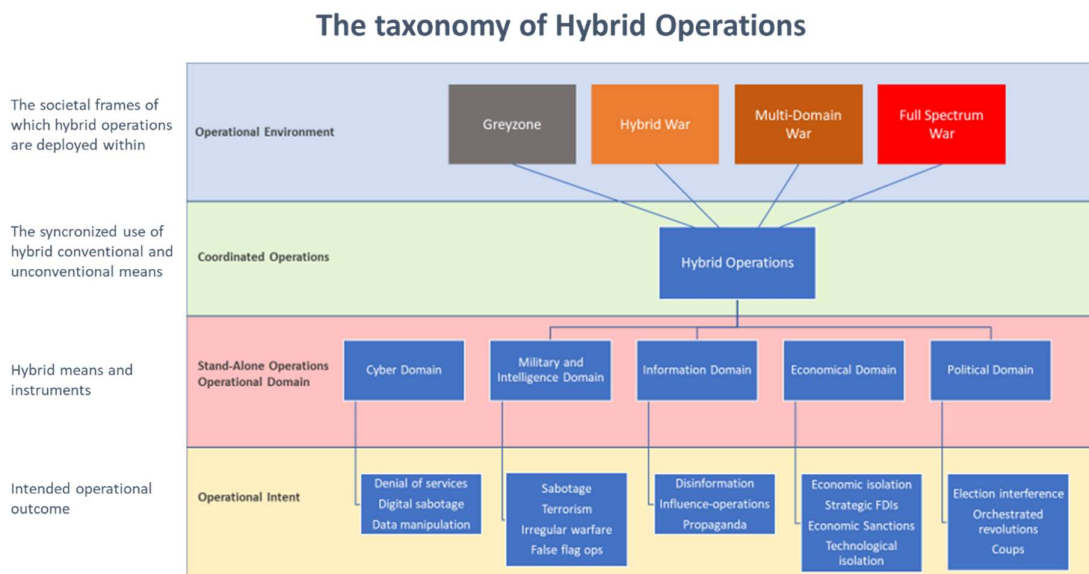 The taxonomy of Hybrid Operations
The societal frames of
which hybrid operations
are deployed within
Operational Environment
Greyzone
Hybrid War
Multi-Domain
War
Full Spectrum
War
The syncronized use of
hybrid conventional and
unconventional means
Coordinated Operations
Hybrid Operations
Hybrid means and
instruments
Stand-Alone Operations
Operational Domain
Cyber Domain
Military and
Intelligence Domain
Information Domain
Economical Domain
Political Domain
Intended operational
outcome
Operational Intent
Denial of services
Digital sabotage
Data manipulation
Sabotage
Terrorism
Irregular warfare
False flag ops
Disinformation
Influence-operations
Propaganda
Economic isolation
Strategic FDIs
Economic Sanctions
Technological
isolation
Election interference
Orchestrated
revolutions
Coups